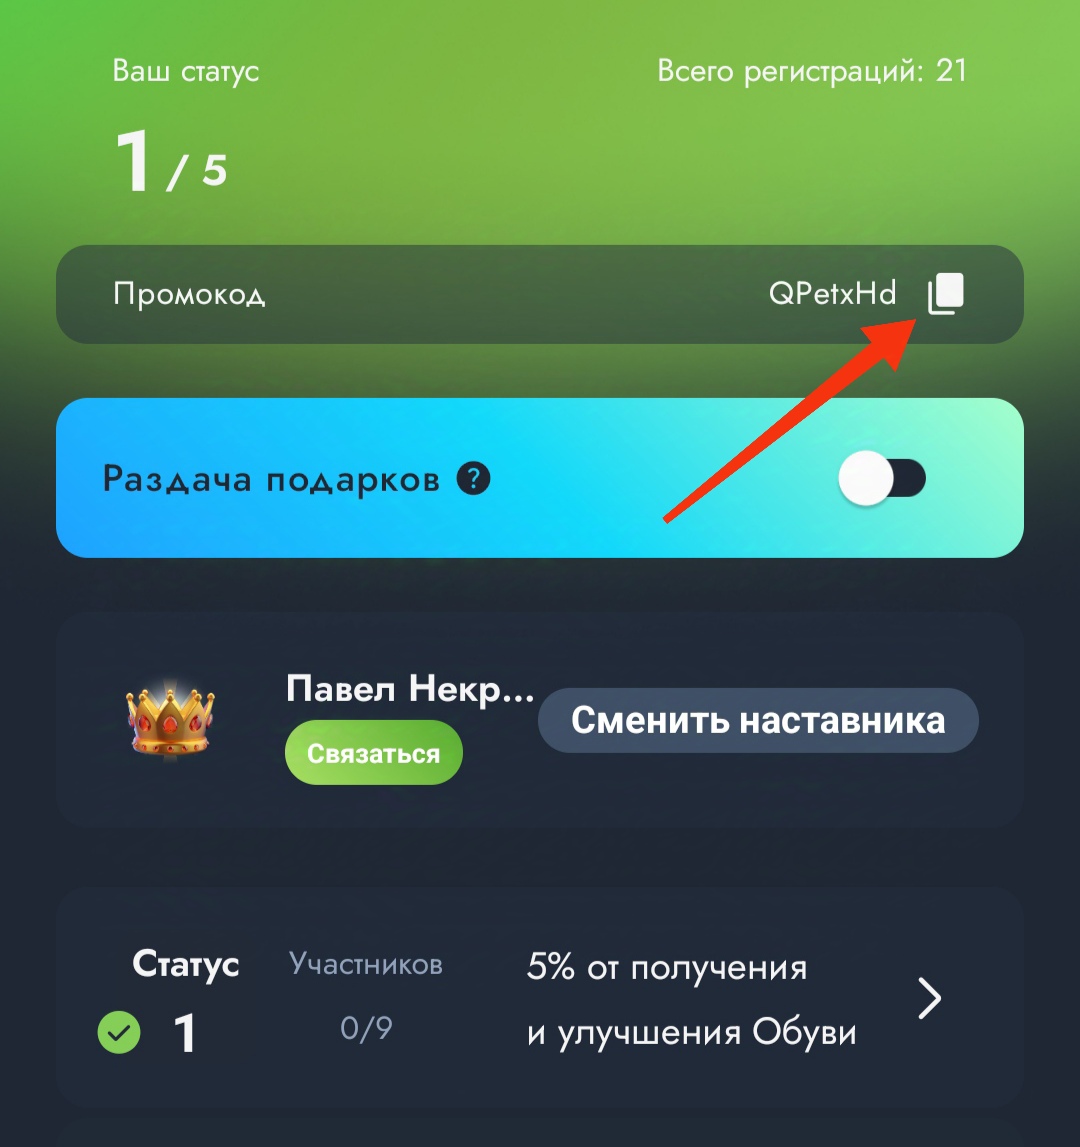 Ваш статус
Всего регистраций: 21
1 / 5
Промокод
QPetxHd
Раздача подарков ?
Павел Некр...
Связаться
Сменить наставника
Статус
Участников
5% от получения
и улучшения Обуви
1
0/9